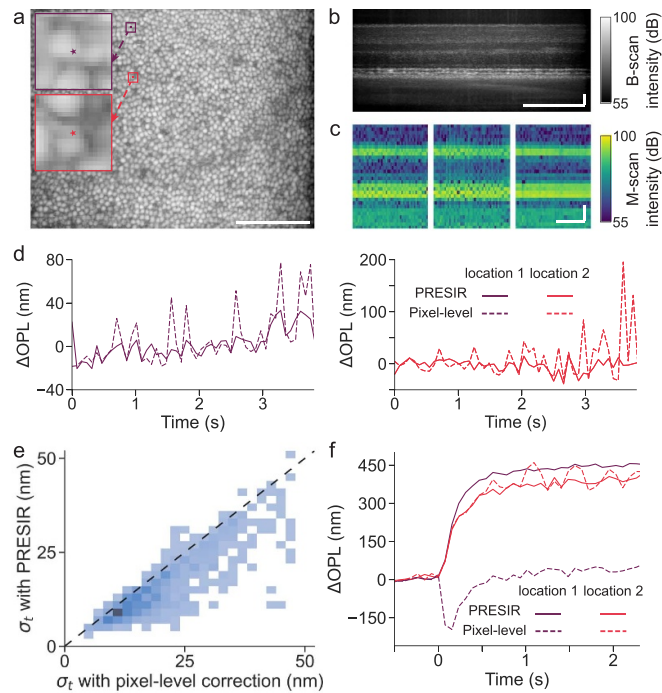 a
b
100
55
B-scan
intensity (dB)
c
100
55
M-scan
intensity (dB)
d
80
40
0
−40
ΔOPL (nm)
0 1 2 3
Time (s)
200
150
100
50
0
ΔOPL (nm)
location 1 location 2
PRESIR
Pixel-level
0 1 2 3
Time (s)
e
50
25
0
σt with PRESIR (nm)
0 25 50
σt with pixel-level correction (nm)
f
450
300
150
0
−150
ΔOPL (nm)
location 1 location 2
PRESIR
Pixel-level
0 1 2
Time (s)